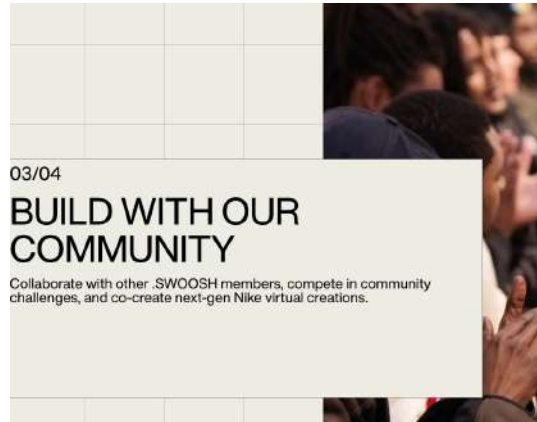 03/04
BUILD WITH OUR
COMMUNITY
Collaborate with other .SWOOSH members, compete in community
challenges, and co-create next-gen Nike virtual creations.